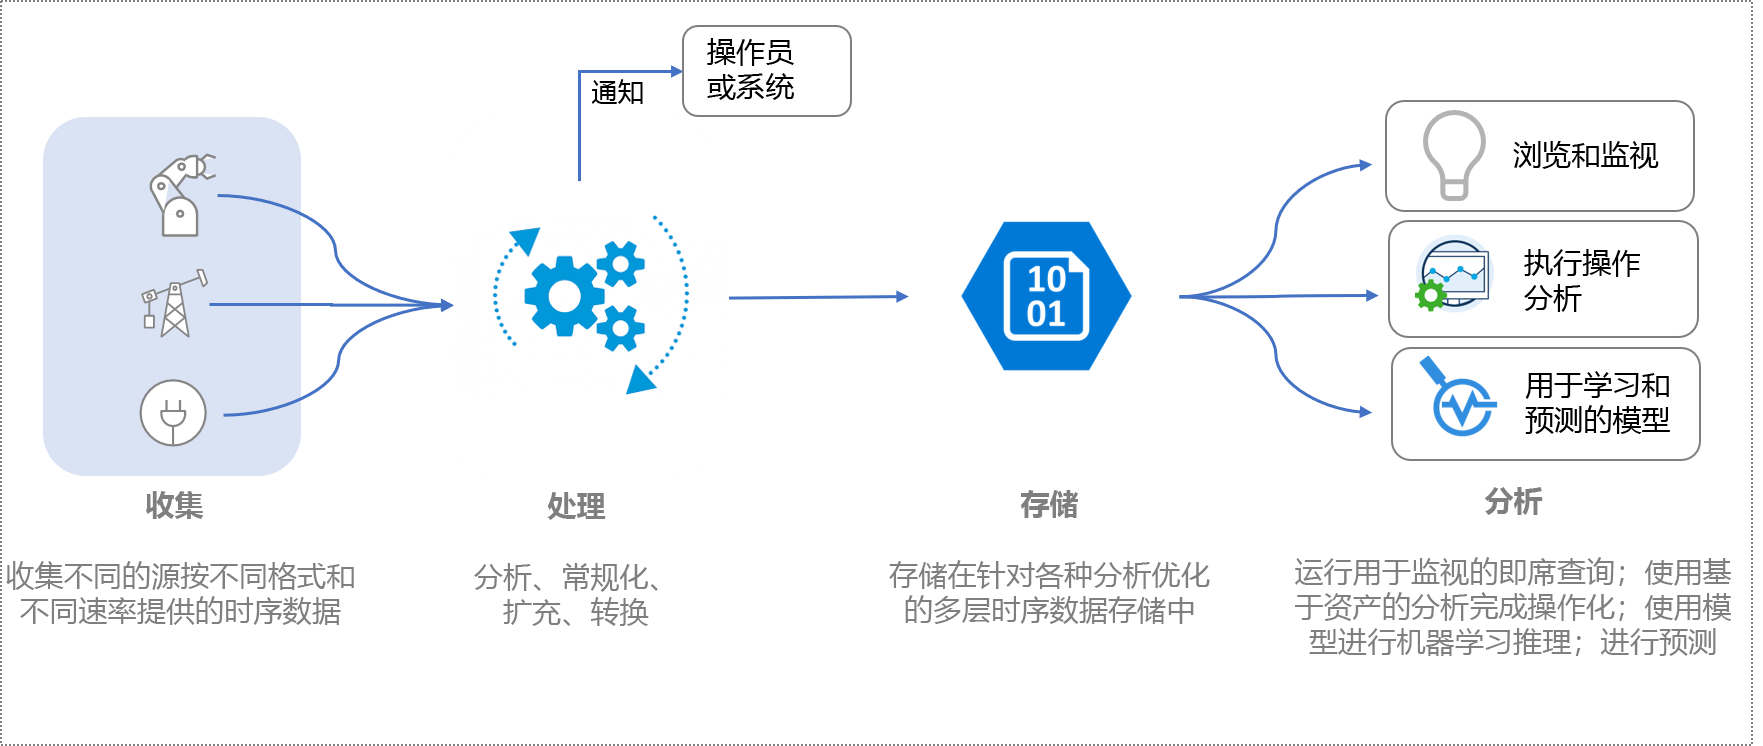 操作员
或系统
通知
浏览和监视
执行操作
分析
用于学习和
预测的模型
10
01
收集
收集不同的源按不同格式和
不同速率提供的时序数据
处理
分析、常规化、
扩充、转换
存储
存储在针对各种分析优化
的多层时序数据存储中
分析
运行用于监视的即席查询；使用基
于资产的分析完成操作化；使用模
型进行机器学习推理；进行预测